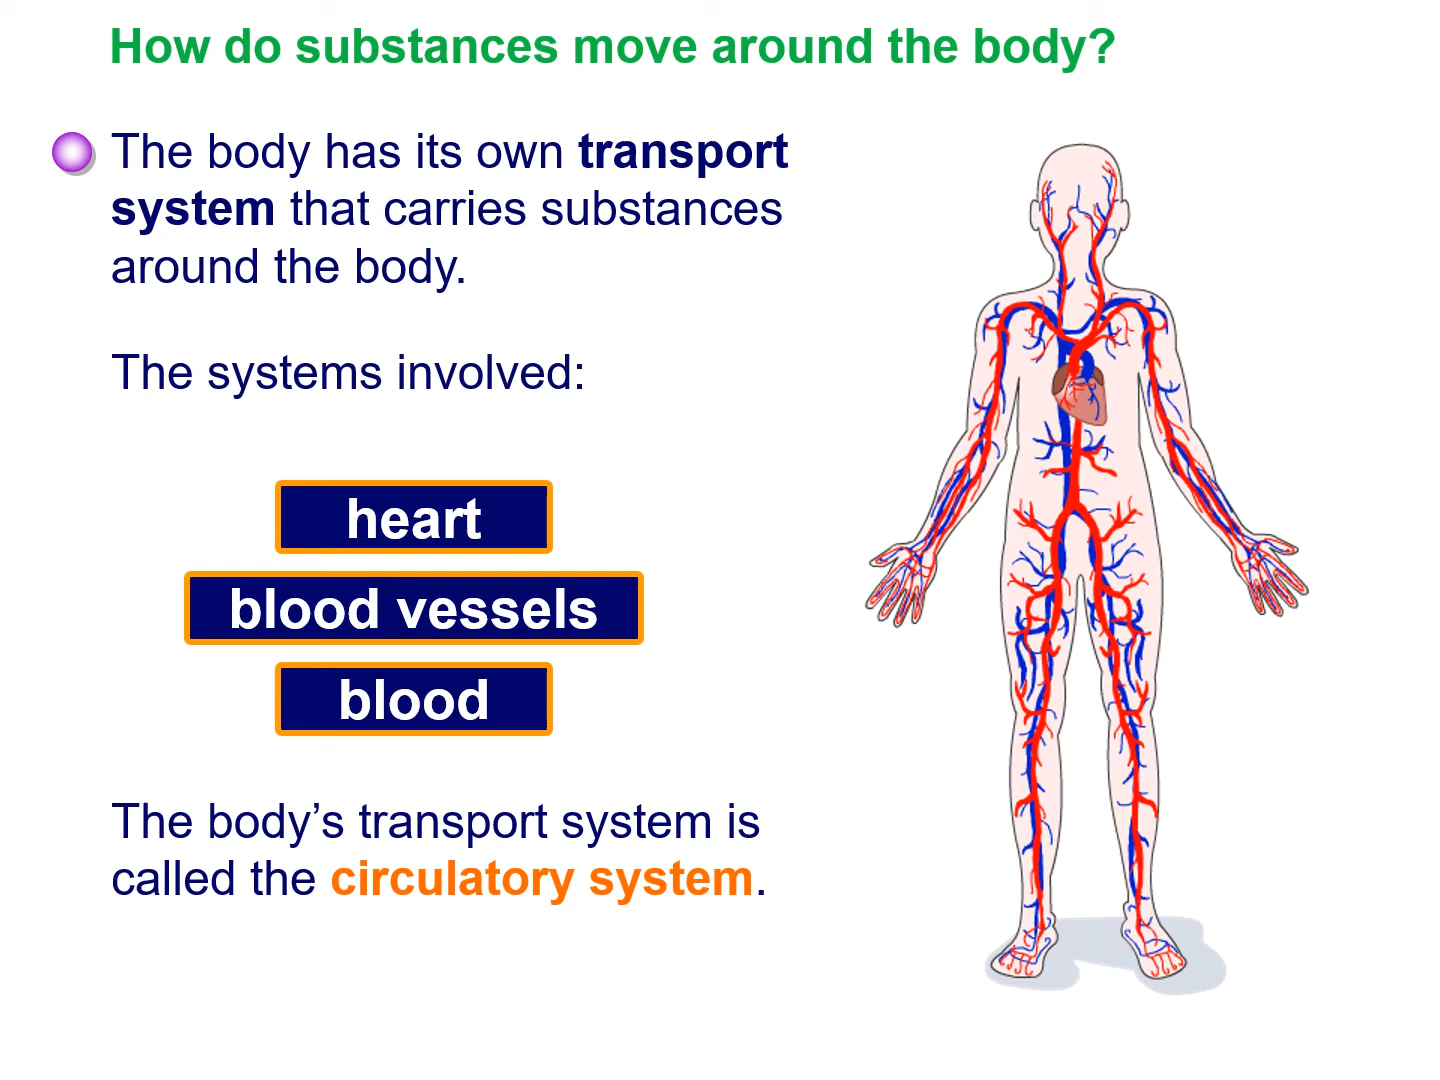 How do substances move around the body?
The body has its own transport
system that carries substances
around the body.
The systems involved:
heart
blood vessels
blood
The body’s transport system is
called the circulatory system.